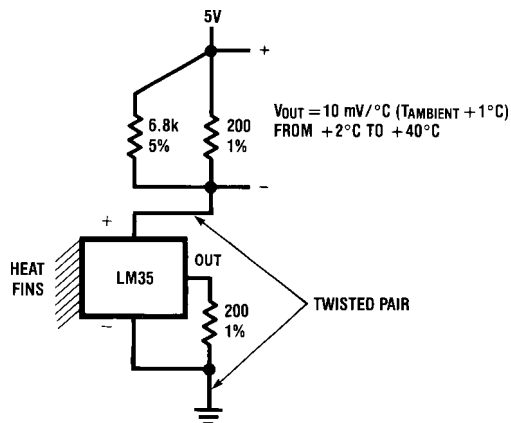 5V
+
6.8k
5%
200
1%
VOUT = 10 mV/°C (TAMBIENT + 1°C)
FROM +2°C TO +40°C
−
+
HEAT
FINS
LM35
OUT
−
200
1%
TWISTED PAIR